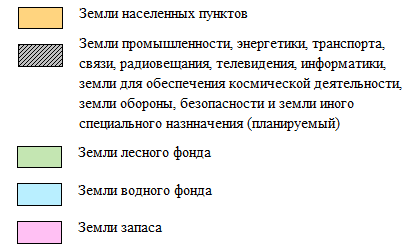 Земли населенных пунктов
Земли промышленности, энергетики, транспорта,
связи, радиовещания, телевидения, информатики,
земли для обеспечения космической деятельности,
земли обороны, безопасности и земли иного
специального назнначения (планируемый)
Земли лесного фонда
Земли водного фонда
Земли запаса